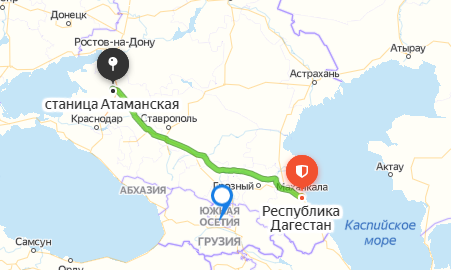 Донецк
Ростов-на-Дону
Атырау
Астрахань
станица Атаманская
Краснодар
Ставрополь
Актау
Грозный
Махачкала
АБХАЗИЯ
ЮЖНАЯ
ОСЕТИЯ
Республика
Дагестан
Каспийское
море
ГРУЗИЯ
Самсун
Орду